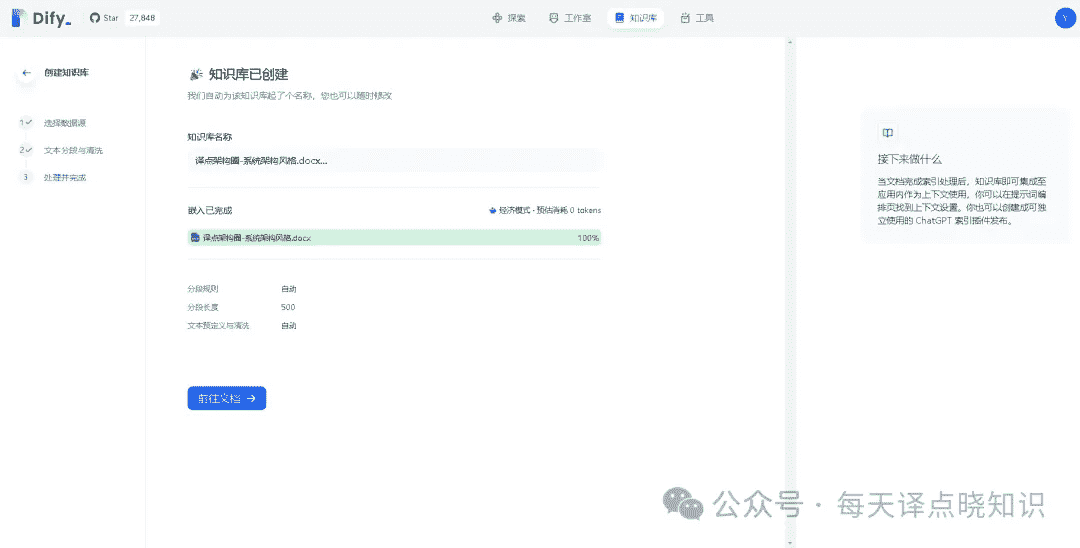 Dify_
Star 27,848
探索
工作室
知识库
工具
Y
创建知识库
1 选择数据源
2 文本分段与清洗
3 处理并完成
知识库已创建
我们自动为该知识库起了个名称，您也可以随时修改
知识库名称
译点架构圈-系统架构风格.docx...
嵌入已完成
经济模式 · 预估消耗 0 tokens
译点架构圈-系统架构风格.docx 100%
分段规则 自动
分段长度 500
文本预定义与清洗 自动
前往文档 →
接下来做什么
当文档完成索引处理后，知识库即可集成至
应用内作为上下文使用，你可以在提示词编
排页找到上下文设置。你也可以创建成可独
立使用的 ChatGPT 索引插件发布。
公众号 · 每天译点晓知识